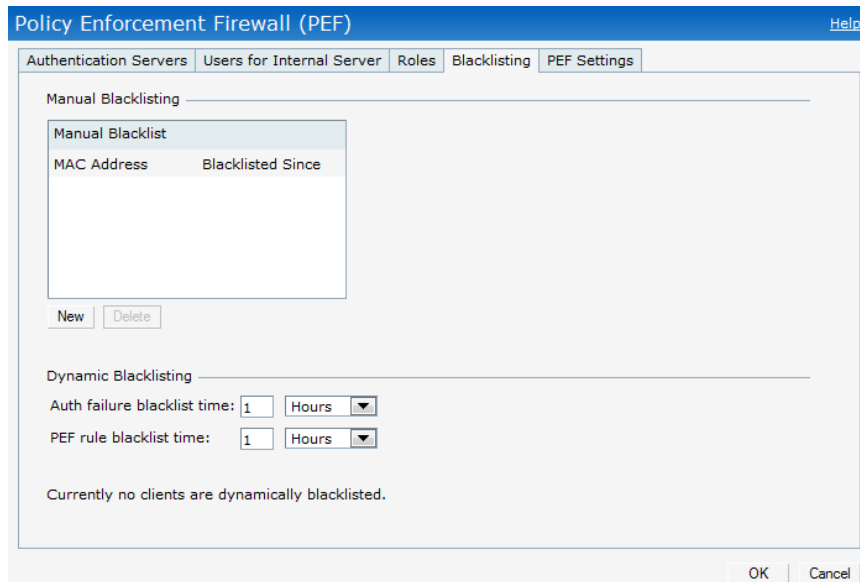 Policy Enforcement Firewall (PEF) Help
Authentication Servers Users for Internal Server Roles Blacklisting PEF Settings
Manual Blacklisting
Manual Blacklist
MAC Address Blacklisted Since
New Delete
Dynamic Blacklisting
Auth failure blacklist time: 1 Hours
PEF rule blacklist time: 1 Hours
Currently no clients are dynamically blacklisted.
OK Cancel